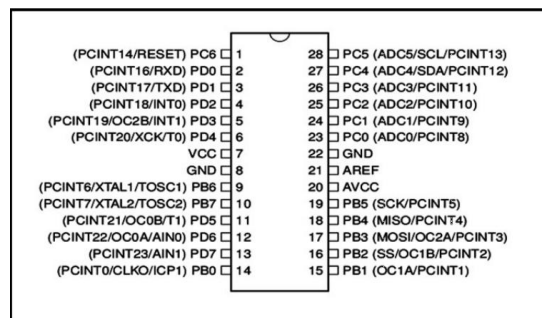 (PCINT14/RESET) PC6 1 28 PC5 (ADC5/SCL/PCINT13)
(PCINT16/RXD) PD0 2 27 PC4 (ADC4/SDA/PCINT12)
(PCINT17/TXD) PD1 3 26 PC3 (ADC3/PCINT11)
(PCINT18/INT0) PD2 4 25 PC2 (ADC2/PCINT10)
(PCINT19/OC2B/INT1) PD3 5 24 PC1 (ADC1/PCINT9)
(PCINT20/XCK/T0) PD4 6 23 PC0 (ADC0/PCINT8)
VCC 7 22 GND
GND 8 21 AREF
(PCINT6/XTAL1/TOSC1) PB6 9 20 AVCC
(PCINT7/XTAL2/TOSC2) PB7 10 19 PB5 (SCK/PCINT5)
(PCINT21/OC0B/T1) PD5 11 18 PB4 (MISO/PCINT4)
(PCINT22/OC0A/AIN0) PD6 12 17 PB3 (MOSI/OC2A/PCINT3)
(PCINT23/AIN1) PD7 13 16 PB2 (SS/OC1B/PCINT2)
(PCINT0/CLKO/ICP1) PB0 14 15 PB1 (OC1A/PCINT1)